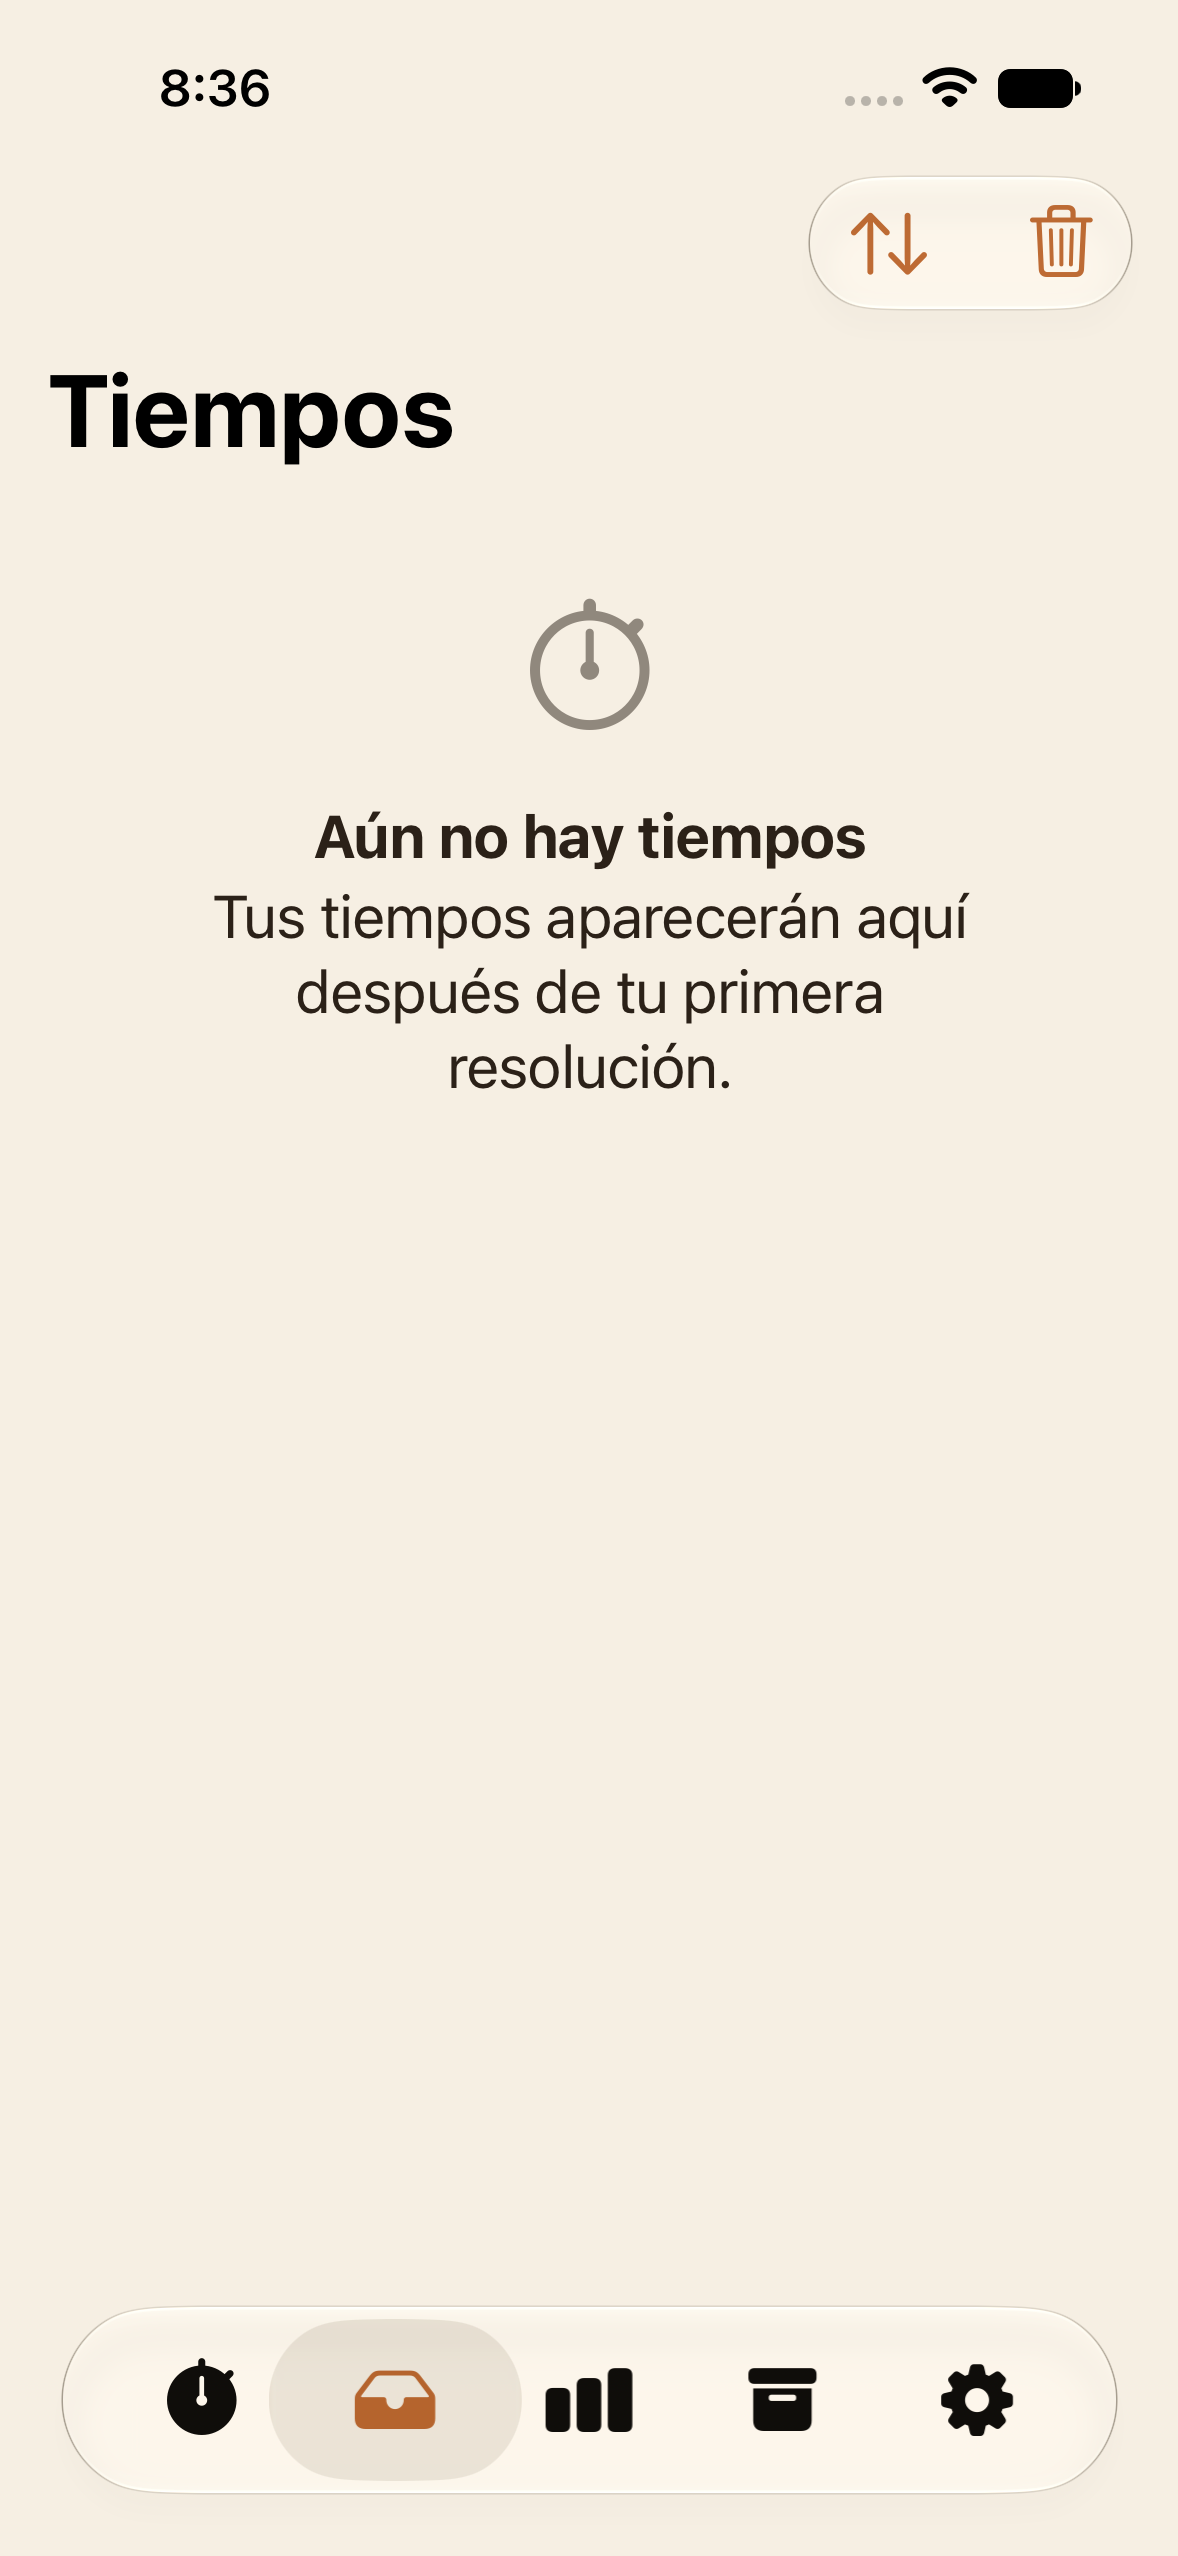 8:36
Tiempos
Aún no hay tiempos
Tus tiempos aparecerán aquí
después de tu primera
resolución.